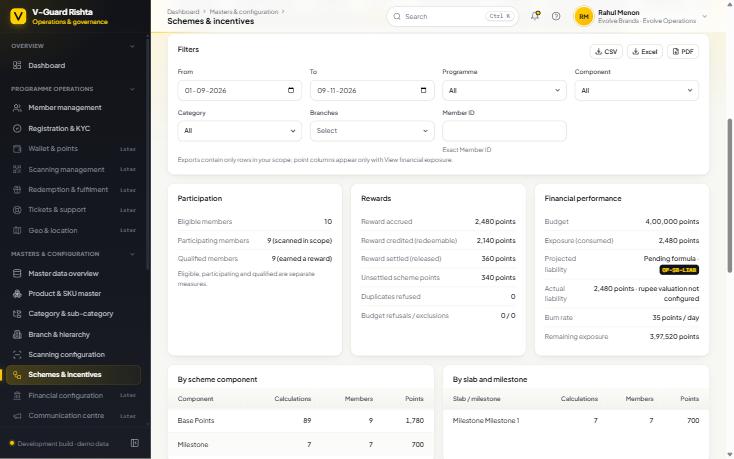 V-Guard Rishta
Operations & governance
OVERVIEW
Dashboard
PROGRAMME OPERATIONS
Member management
Registration & KYC
Wallet & points Later
Scanning management Later
Redemption & fulfilment Later
Tickets & support Later
Geo & location Later
MASTERS & CONFIGURATION
Master data overview
Product & SKU master
Category & sub-category
Branch & hierarchy
Scanning configuration
Schemes & incentives
Financial configuration Later
Communication centre Later
Development build · demo data
Dashboard > Masters & configuration >
Schemes & incentives
Search Ctrl K
RM Rahul Menon
Evolve Brands · Evolve Operations
Filters
CSV Excel PDF
From To Programme Component
01-09-2026 09-11-2026 All All
Category Branches Member ID
All Select
Exact Member ID
Exports contain only rows in your scope; point columns appear only with View financial exposure.
Participation
Eligible members 10
Participating members 9 (scanned in scope)
Qualified members 9 (earned a reward)
Eligible, participating and qualified are separate
measures.
Rewards
Reward accrued 2,480 points
Reward credited (redeemable) 2,140 points
Reward settled (released) 360 points
Unsettled scheme points 340 points
Duplicates refused 0
Budget refusals / exclusions 0 / 0
Financial performance
Budget 4,00,000 points
Exposure (consumed) 2,480 points
Projected liability Pending formula ·
OF-SB-LIAB
Actual liability 2,480 points · rupee valuation not
configured
Burn rate 35 points / day
Remaining exposure 3,97,520 points
By scheme component
Component Calculations Members Points
Base Points 89 9 1,780
Milestone 7 7 700
By slab and milestone
Slab / milestone Calculations Members Points
Milestone Milestone 1 7 7 700